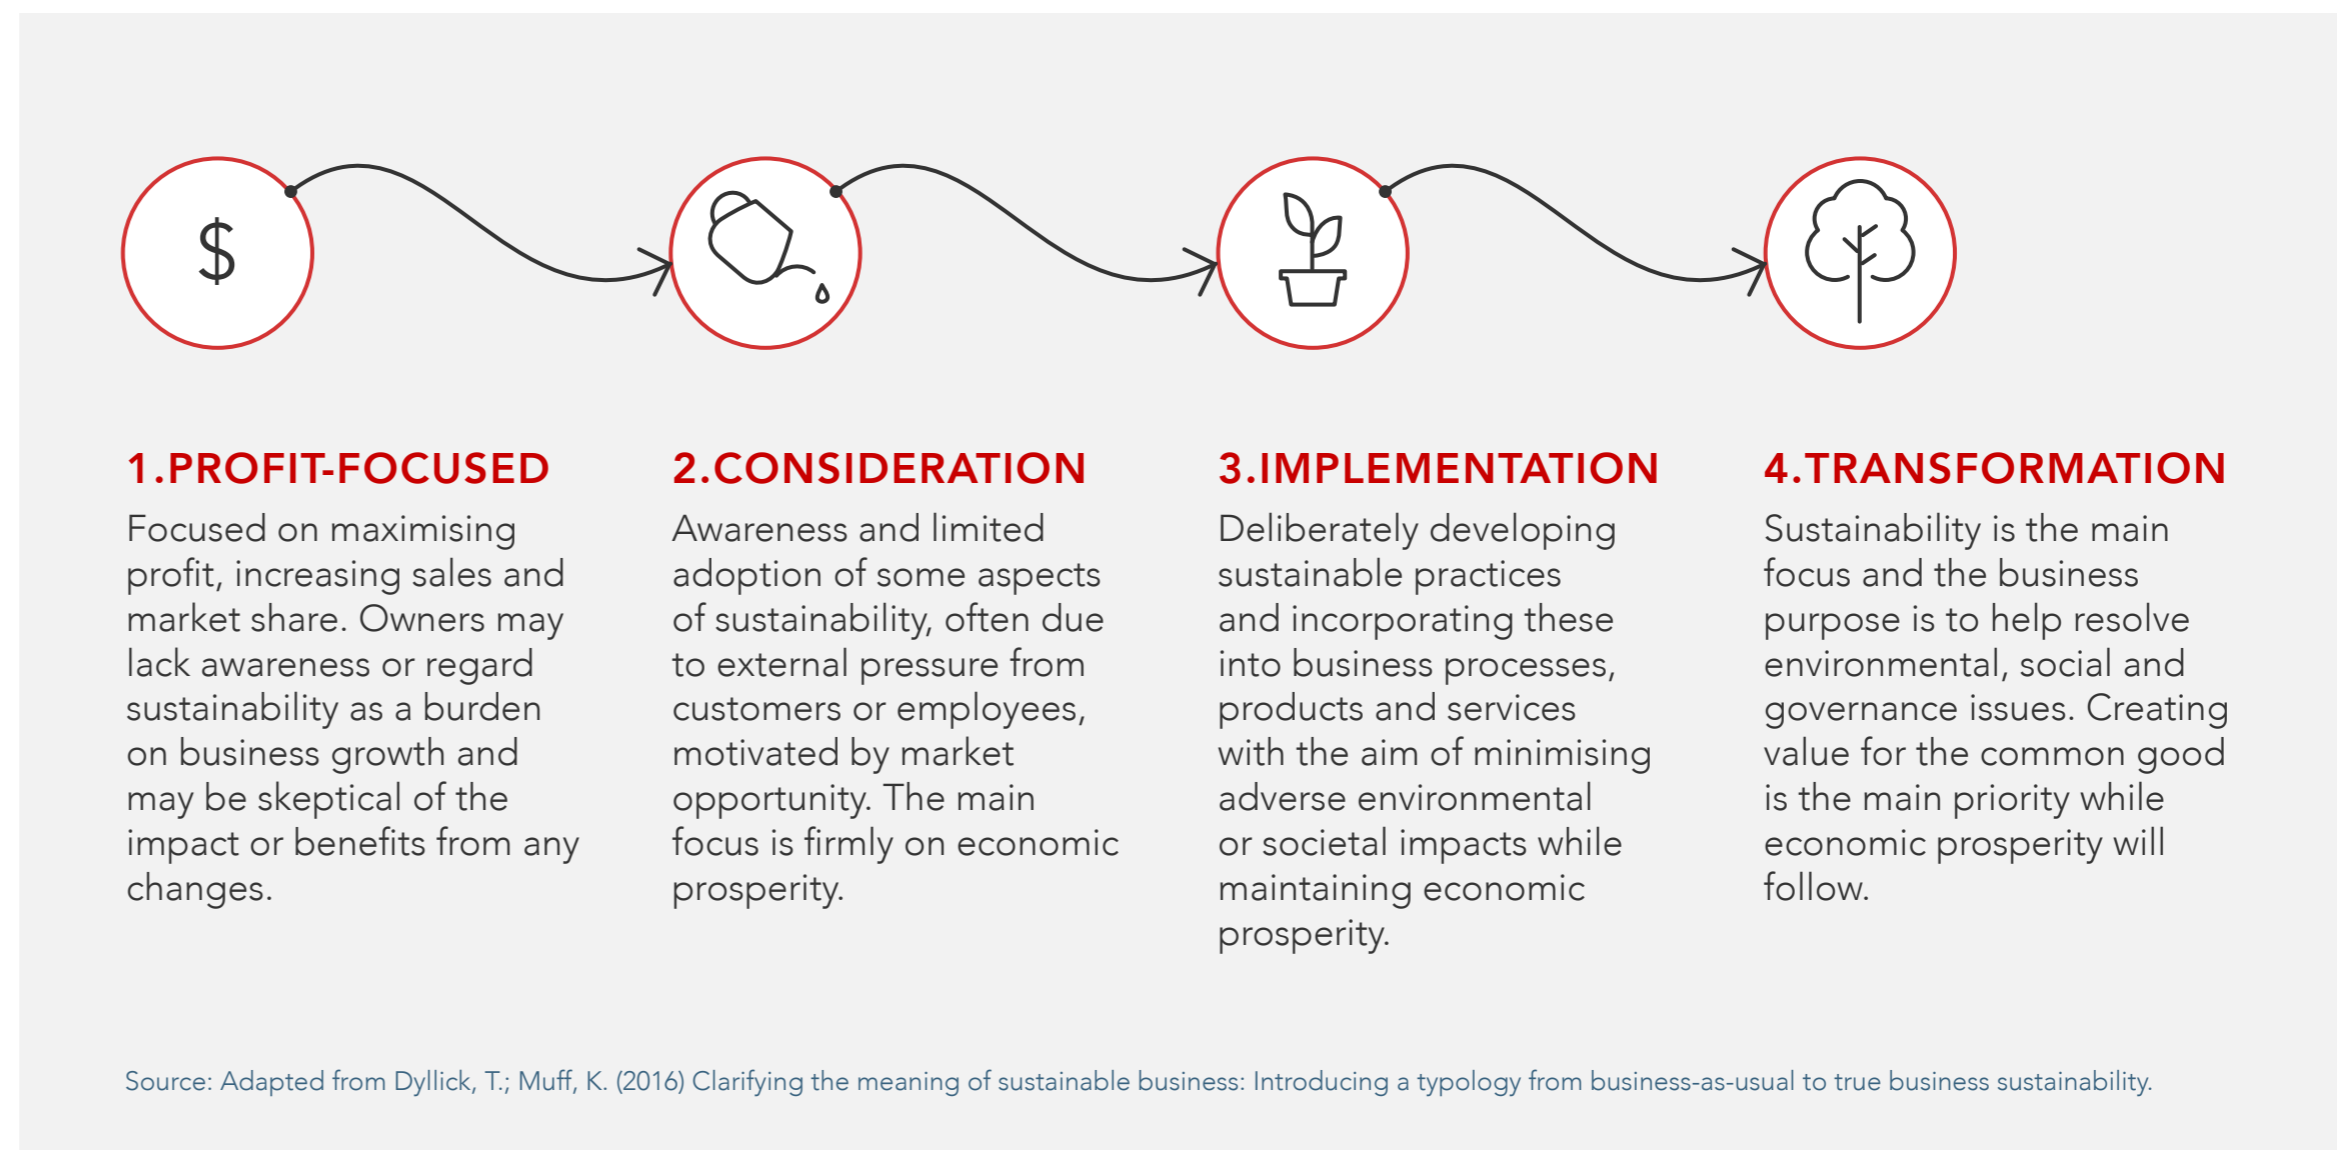 $
1.PROFIT-FOCUSED
Focused on maximising
profit, increasing sales and
market share. Owners may
lack awareness or regard
sustainability as a burden
on business growth and
may be skeptical of the
impact or benefits from any
changes.
2.CONSIDERATION
Awareness and limited
adoption of some aspects
of sustainability, often due
to external pressure from
customers or employees,
motivated by market
opportunity. The main
focus is firmly on economic
prosperity.
3.IMPLEMENTATION
Deliberately developing
sustainable practices
and incorporating these
into business processes,
products and services
with the aim of minimising
adverse environmental
or societal impacts while
maintaining economic
prosperity.
4.TRANSFORMATION
Sustainability is the main
focus and the business
purpose is to help resolve
environmental, social and
governance issues. Creating
value for the common good
is the main priority while
economic prosperity will
follow.
Source: Adapted from Dyllick, T.; Muff, K. (2016) Clarifying the meaning of sustainable business: Introducing a typology from business-as-usual to true business sustainability.